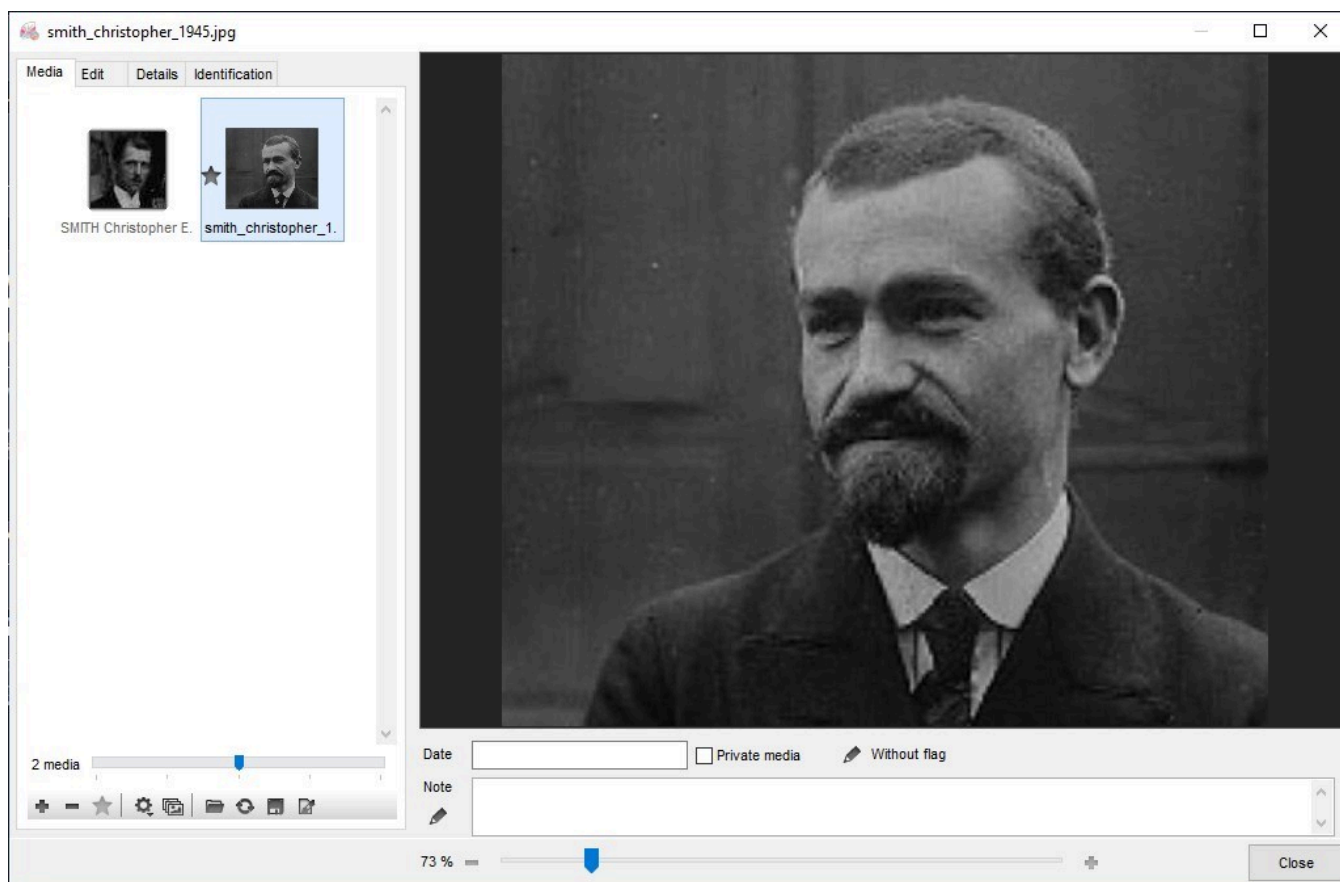 smith_christopher_1945.jpg
Media Edit Details Identification
SMITH Christopher E. smith_christopher_1.
2 media
Date Private media Without flag
Note
73 %
Close